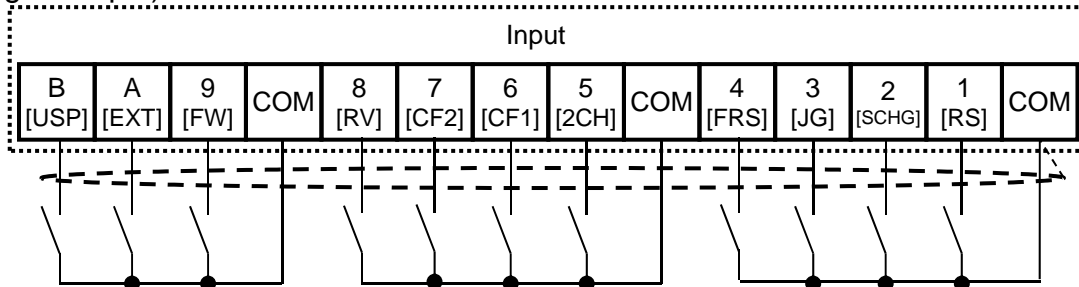 Input
B A 9 COM 8 7 6 5 COM 4 3 2 1 COM
[USP] [EXT] [FW] [RV] [CF2] [CF1] [2CH] [FRS] [JG] [SCHG] [RS]